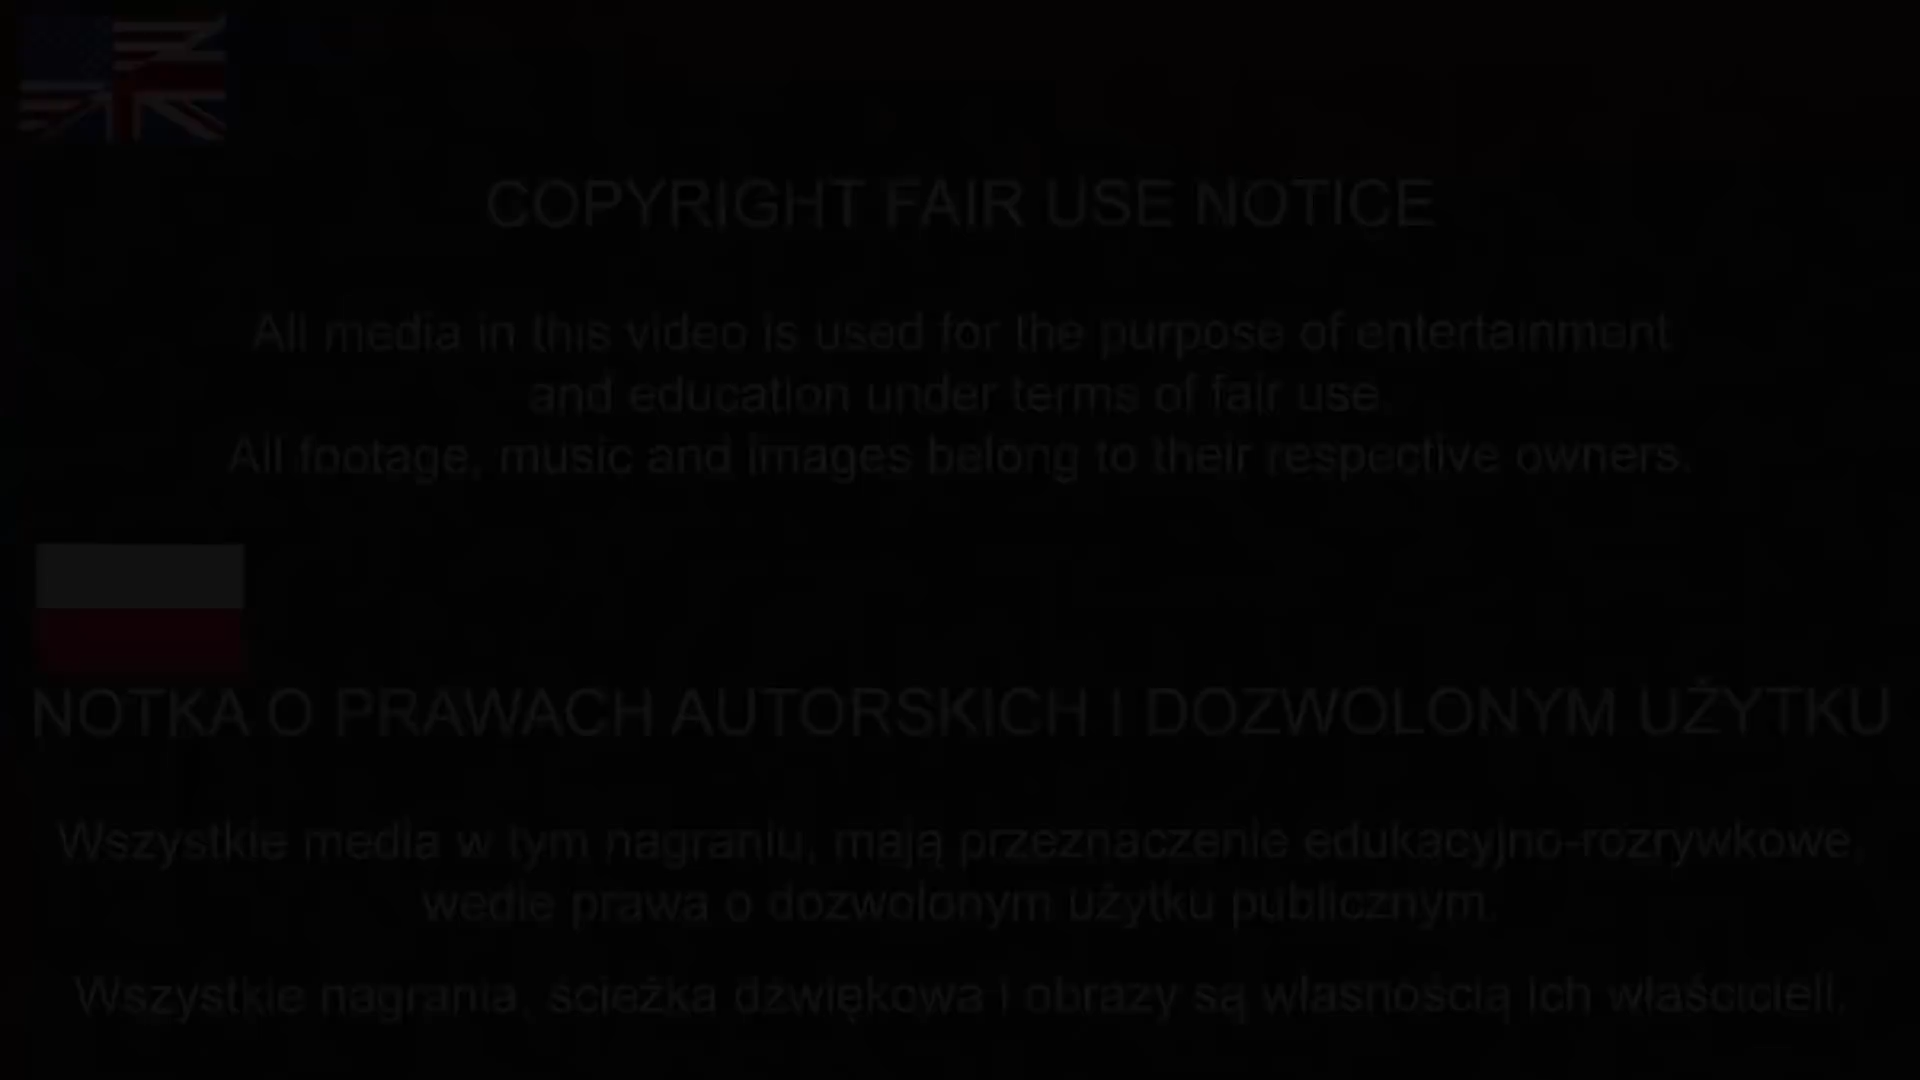 COPYRIGHT FAIR USE NOTICE
All media in this video is used for the purpose of entertainment
and education under terms of fair use.
All footage, music and images belong to their respective owners.
NOTKA O PRAWACH AUTORSKICH I DOZWOLONYM UŻYTKU
Wszystkie media w tym nagraniu, mają przeznaczenie edukacyjno-rozrywkowe,
wedle prawa o dozwolonym użytku publicznym.
Wszystkie nagrania, ścieżka dźwiękowa i obrazy są własnością ich właścicieli.